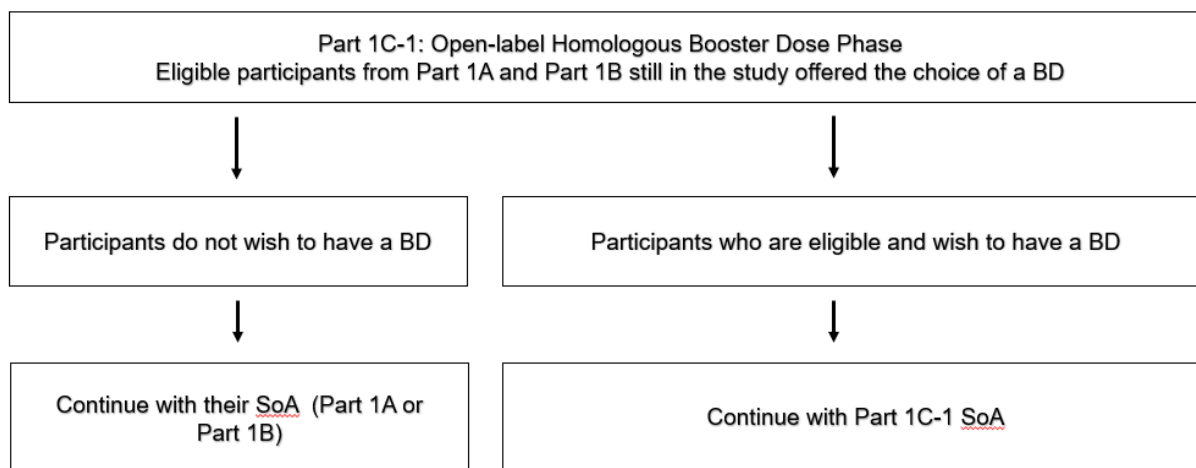 Part 1C-1: Open-label Homologous Booster Dose Phase
Eligible participants from Part 1A and Part 1B still in the study offered the choice of a BD
Participants do not wish to have a BD
Participants who are eligible and wish to have a BD
Continue with their SoA (Part 1A or
Part 1B)
Continue with Part 1C-1 SoA